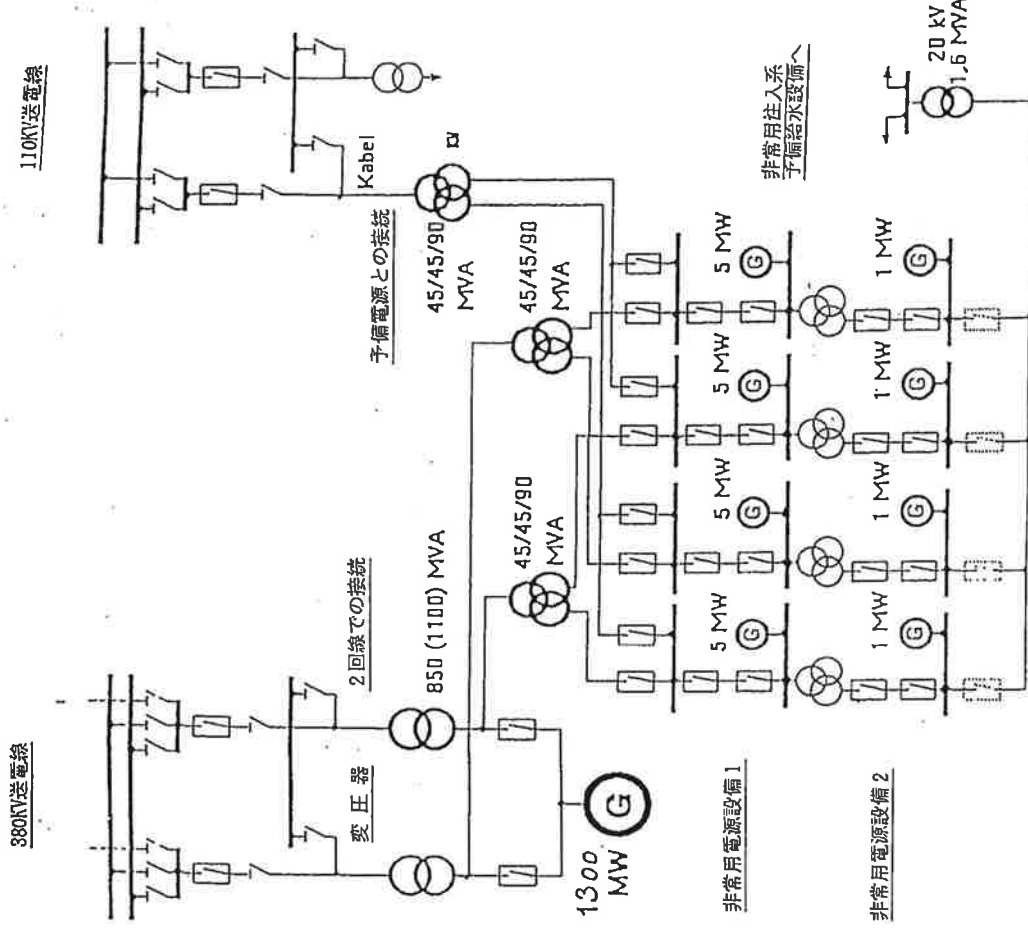 380KV送電線
110KV送電線
Kabel
2回線での接続
予備電源との接続
変圧器
850 (1100) MVA
45/45/90
MVA
45/45/90
MVA
45/45/90
MVA
G
1300
MW
5 MW
G
5 MW
G
5 MW
G
5 MW
G
非常用電源設備1
1 MW
G
1 MW
G
1 MW
G
1 MW
G
非常用電源設備2
非常用注入系
予備給水設備へ
20 kV
1,6 MVA